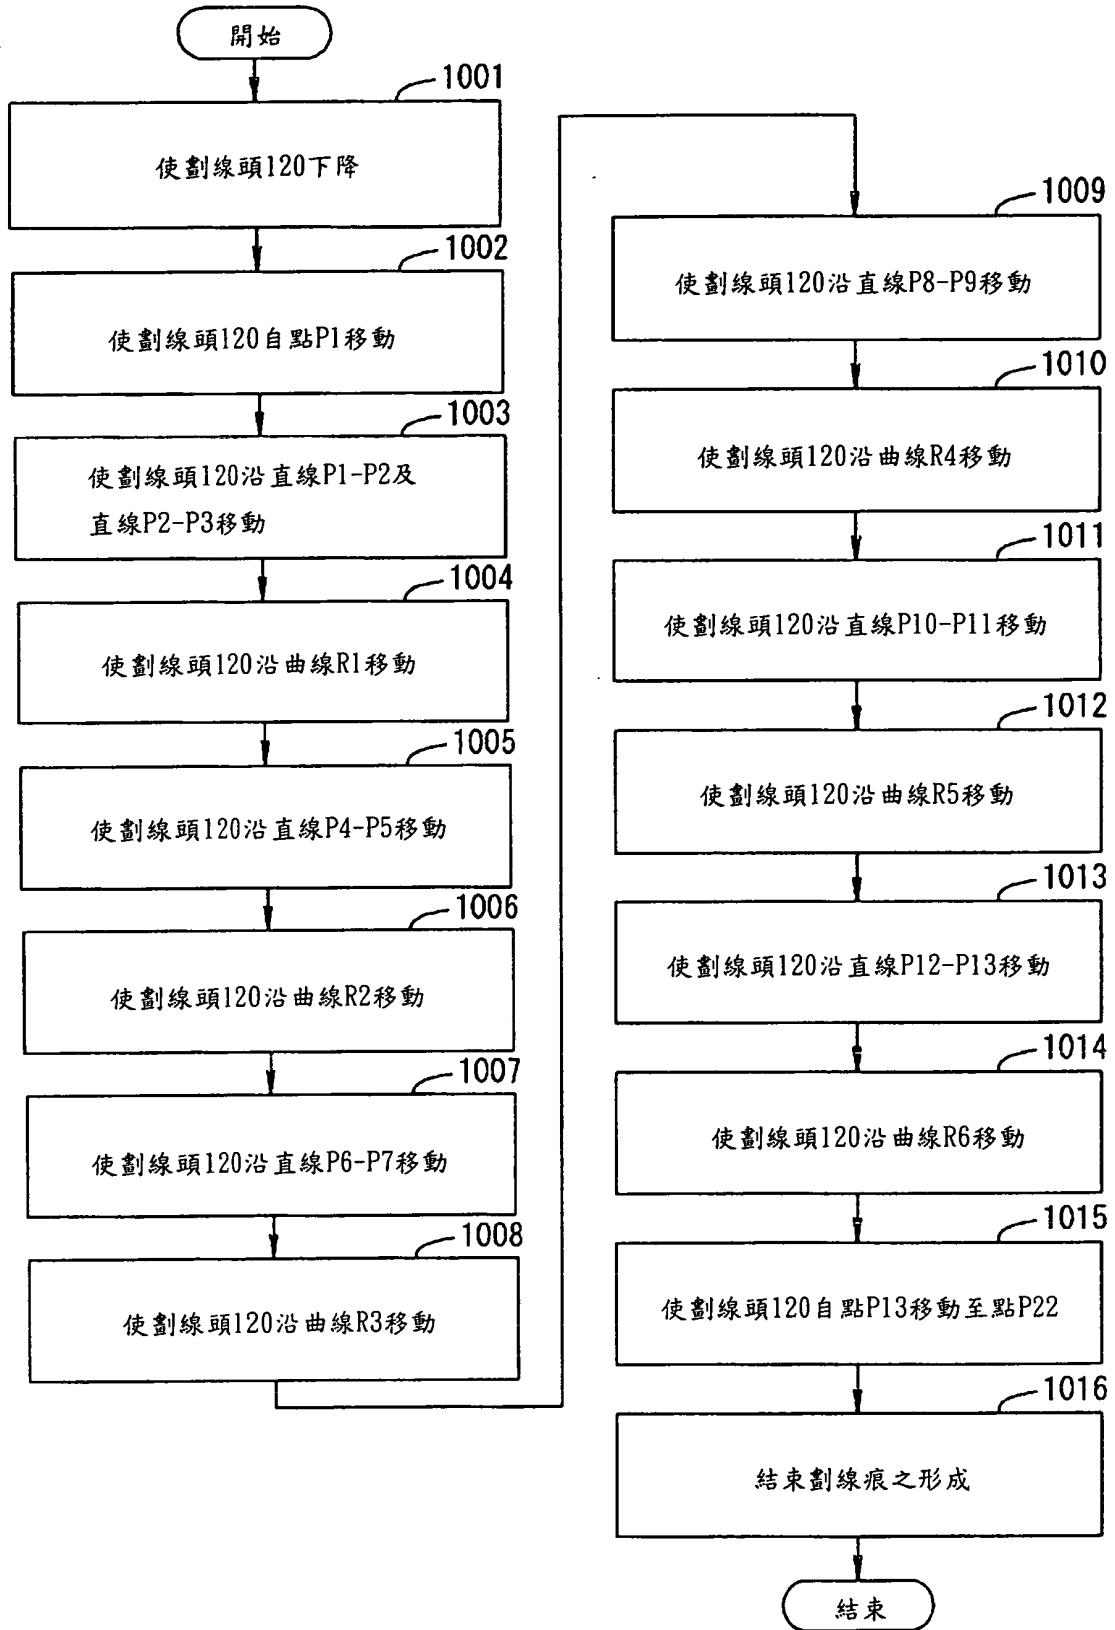 開始
1001
使劃線頭120下降
1002
使劃線頭120自點P1移動
1003
使劃線頭120沿直線P1-P2及
直線P2-P3移動
1004
使劃線頭120沿曲線R1移動
1005
使劃線頭120沿直線P4-P5移動
1006
使劃線頭120沿曲線R2移動
1007
使劃線頭120沿直線P6-P7移動
1008
使劃線頭120沿曲線R3移動
1009
使劃線頭120沿直線P8-P9移動
1010
使劃線頭120沿曲線R4移動
1011
使劃線頭120沿直線P10-P11移動
1012
使劃線頭120沿曲線R5移動
1013
使劃線頭120沿直線P12-P13移動
1014
使劃線頭120沿曲線R6移動
1015
使劃線頭120自點P13移動至點P22
1016
結束劃線痕之形成
結束